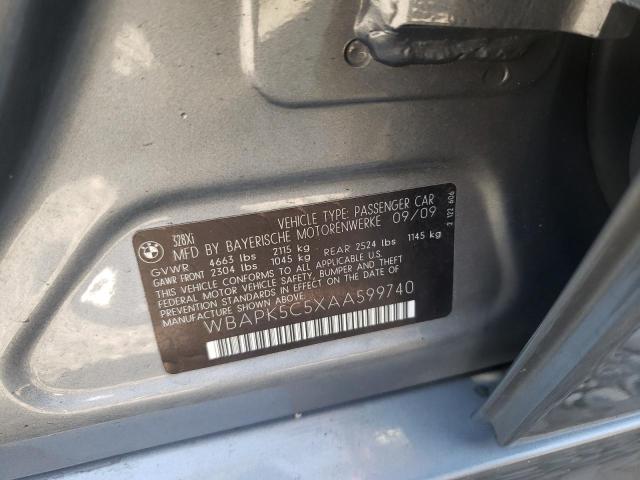 BMW
328Xi
VEHICLE TYPE: PASSENGER CAR
MFD BY BAYERISCHE MOTORENWERKE 09/09
GVWR 4663 lbs 2115 kg
GAWR FRONT 2304 lbs 1045 kg REAR 2524 lbs 1145 kg
THIS VEHICLE CONFORMS TO ALL APPLICABLE
FEDERAL MOTOR VEHICLE SAFETY, BUMPER AND THEFT
PREVENTION STANDARDS IN EFFECT ON THE DATE OF
MANUFACTURE SHOWN ABOVE.
WBAPK5C5XAA599740